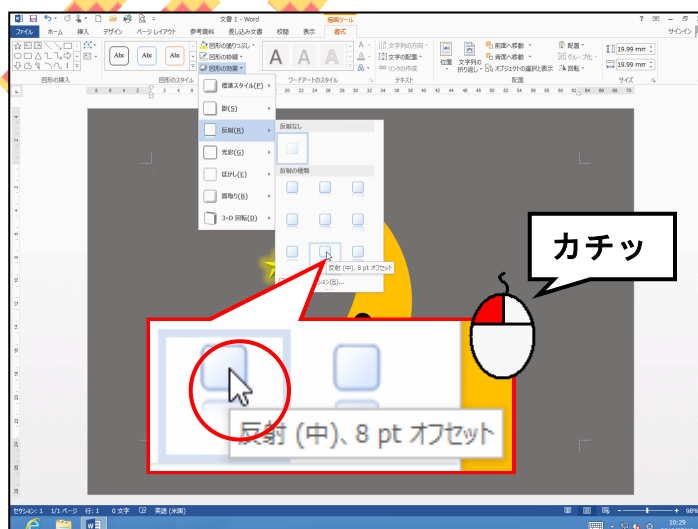 文書 1 - Word
描画ツール
ファイル ホーム 挿入 デザイン ページ レイアウト 参考資料 差し込み文書 校閲 表示 書式
サインイン
Abc Abc Abc
図形の塗りつぶし
図形の枠線
図形の効果
A A A
文字列の方向
文字の配置
リンクの作成
位置
文字列の
折り返し
前面へ移動
背面へ移動
オブジェクトの選択と表示
配置
グループ化
回転
19.99 mm
19.99 mm
図形の挿入 図形のスタイル ワードアートのスタイル テキスト 配置 サイズ
標準スタイル(P)
影(S)
反射(R)
光彩(G)
ぼかし(E)
面取り(B)
3-D 回転(D)
反射なし
反射の種類
反射 (中)、8 pt オフセット
カチッ
反射 (中)、8 pt オフセット
セクション: 1 1/1 ページ 行: 1 0 文字 英語 (米国)
98%
10:29